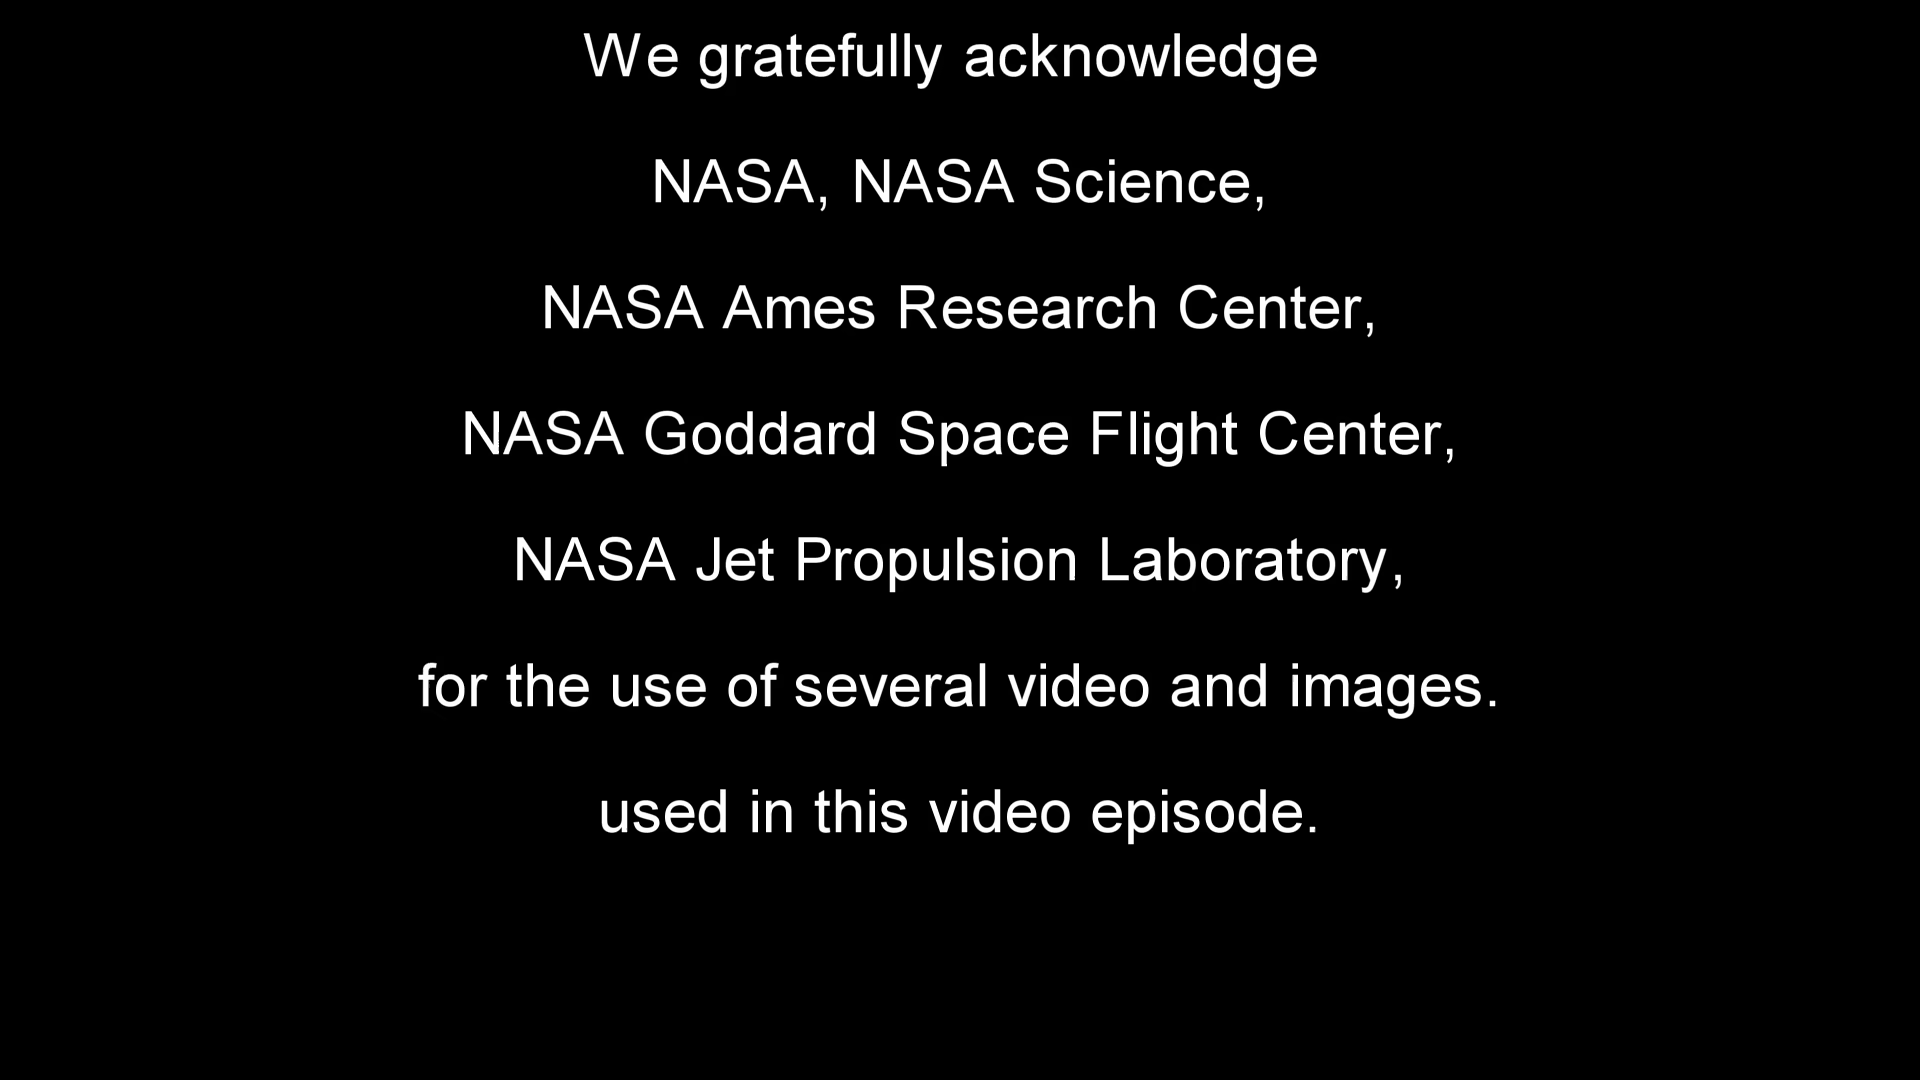 We gratefully acknowledge
NASA, NASA Science,
NASA Ames Research Center,
NASA Goddard Space Flight Center,
NASA Jet Propulsion Laboratory,
for the use of several video and images.
used in this video episode.